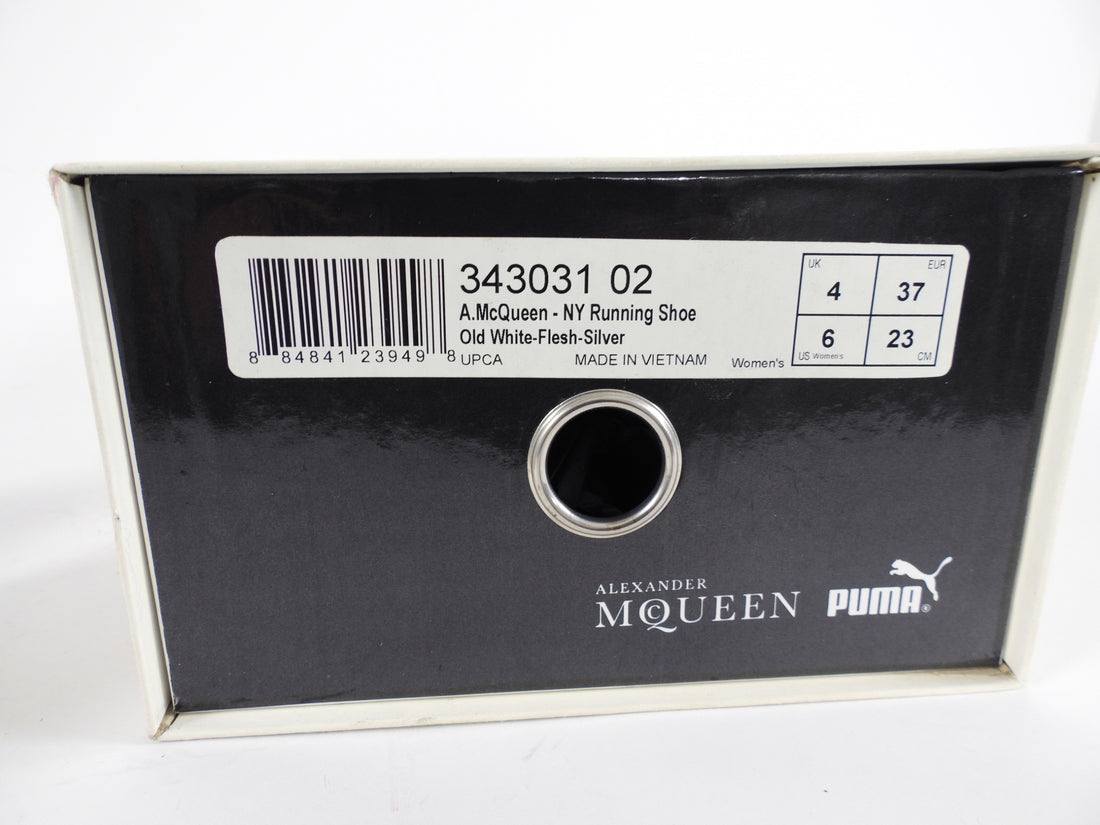 343031 02
A.McQueen - NY Running Shoe
Old White-Flesh-Silver
8 84841 23949 8
UPCA MADE IN VIETNAM Women's
UK EUR
4 37
6 23
US Women's CM
ALEXANDER
McQUEEN
PUMA®